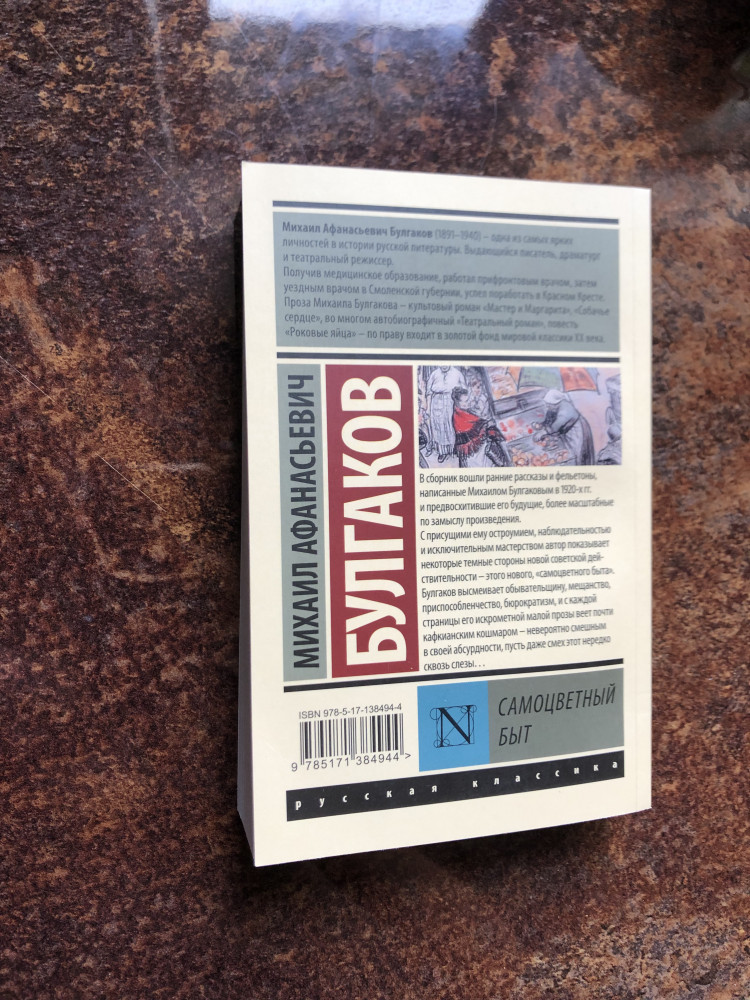 Михаил Афанасьевич Булгаков (1891–1940) – одна из самых ярких
личностей в истории русской литературы. Выдающийся писатель, драматург
и театральный режиссер.
Получив медицинское образование, работал прифронтовым врачом, затем
уездным врачом в Смоленской губернии, успел поработать в Красном Кресте.
Проза Михаила Булгакова – культовый роман «Мастер и Маргарита», «Собачье
сердце», во многом автобиографичный «Театральный роман», повесть
«Роковые яйца» – по праву входит в золотой фонд мировой классики XX века.
МИХАИЛ АФАНАСЬЕВИЧ
БУЛГАКОВ
В сборник вошли ранние рассказы и фельетоны,
написанные Михаилом Булгаковым в 1920-х гг.
и предвосхитившие его будущие, более масштабные
по замыслу произведения.
С присущими ему остроумием, наблюдательностью
и исключительным мастерством автор показывает
некоторые темные стороны новой советской дей-
ствительности – этого нового, «самоцветного быта».
Булгаков высмеивает обывательщину, мещанство,
приспособленчество, бюрократизм, и с каждой
страницы его искрометной малой прозы веет почти
кафкианским кошмаром – невероятно смешным
в своей абсурдности, пусть даже смех этот нередко
сквозь слезы...
ISBN 978-5-17-138494-4
9 785171 384944 >
N
САМОЦВЕТНЫЙ
БЫТ
русская классика